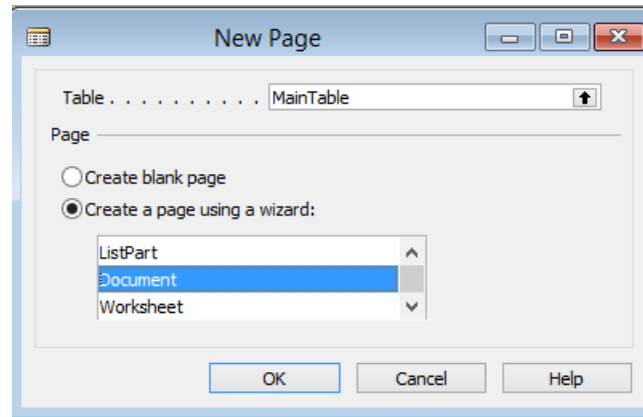 New Page
Table . . . . . . . . . . MainTable
Page
Create blank page
Create a page using a wizard:
ListPart
Document
Worksheet
OK Cancel Help